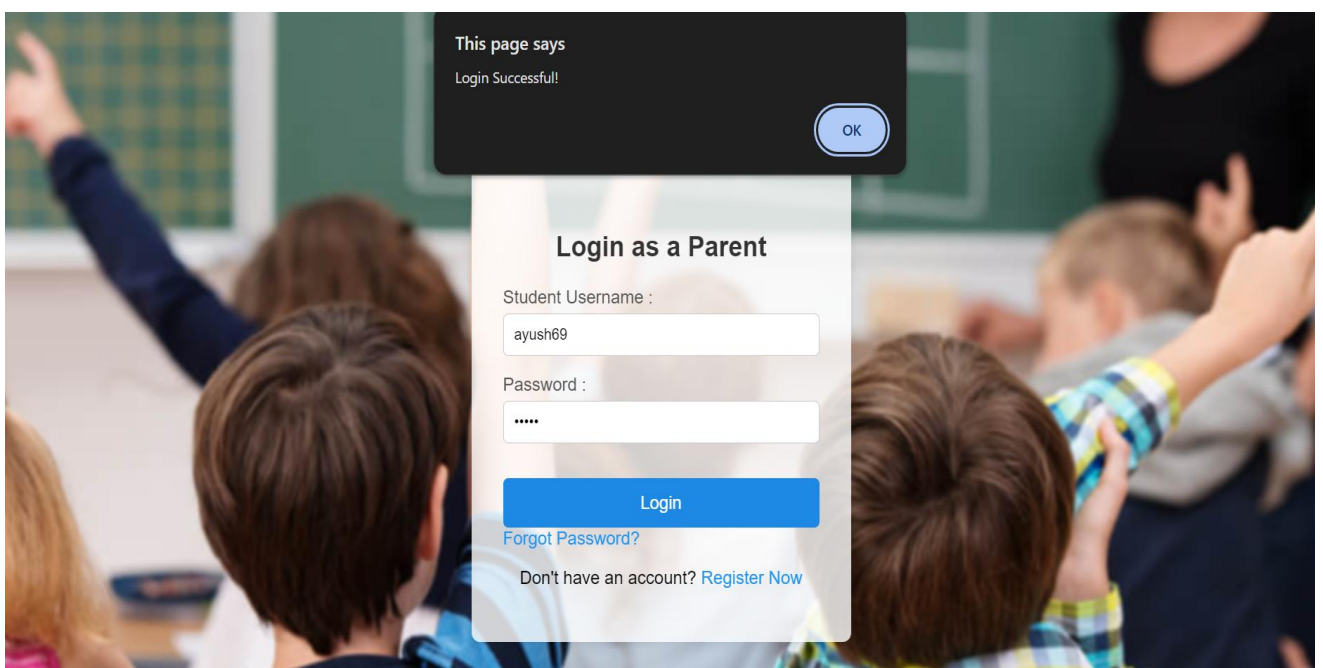 This page says
Login Successful!
OK
Login as a Parent
Student Username :
ayush69
Password :
•••••
Login
Forgot Password?
Don't have an account? Register Now